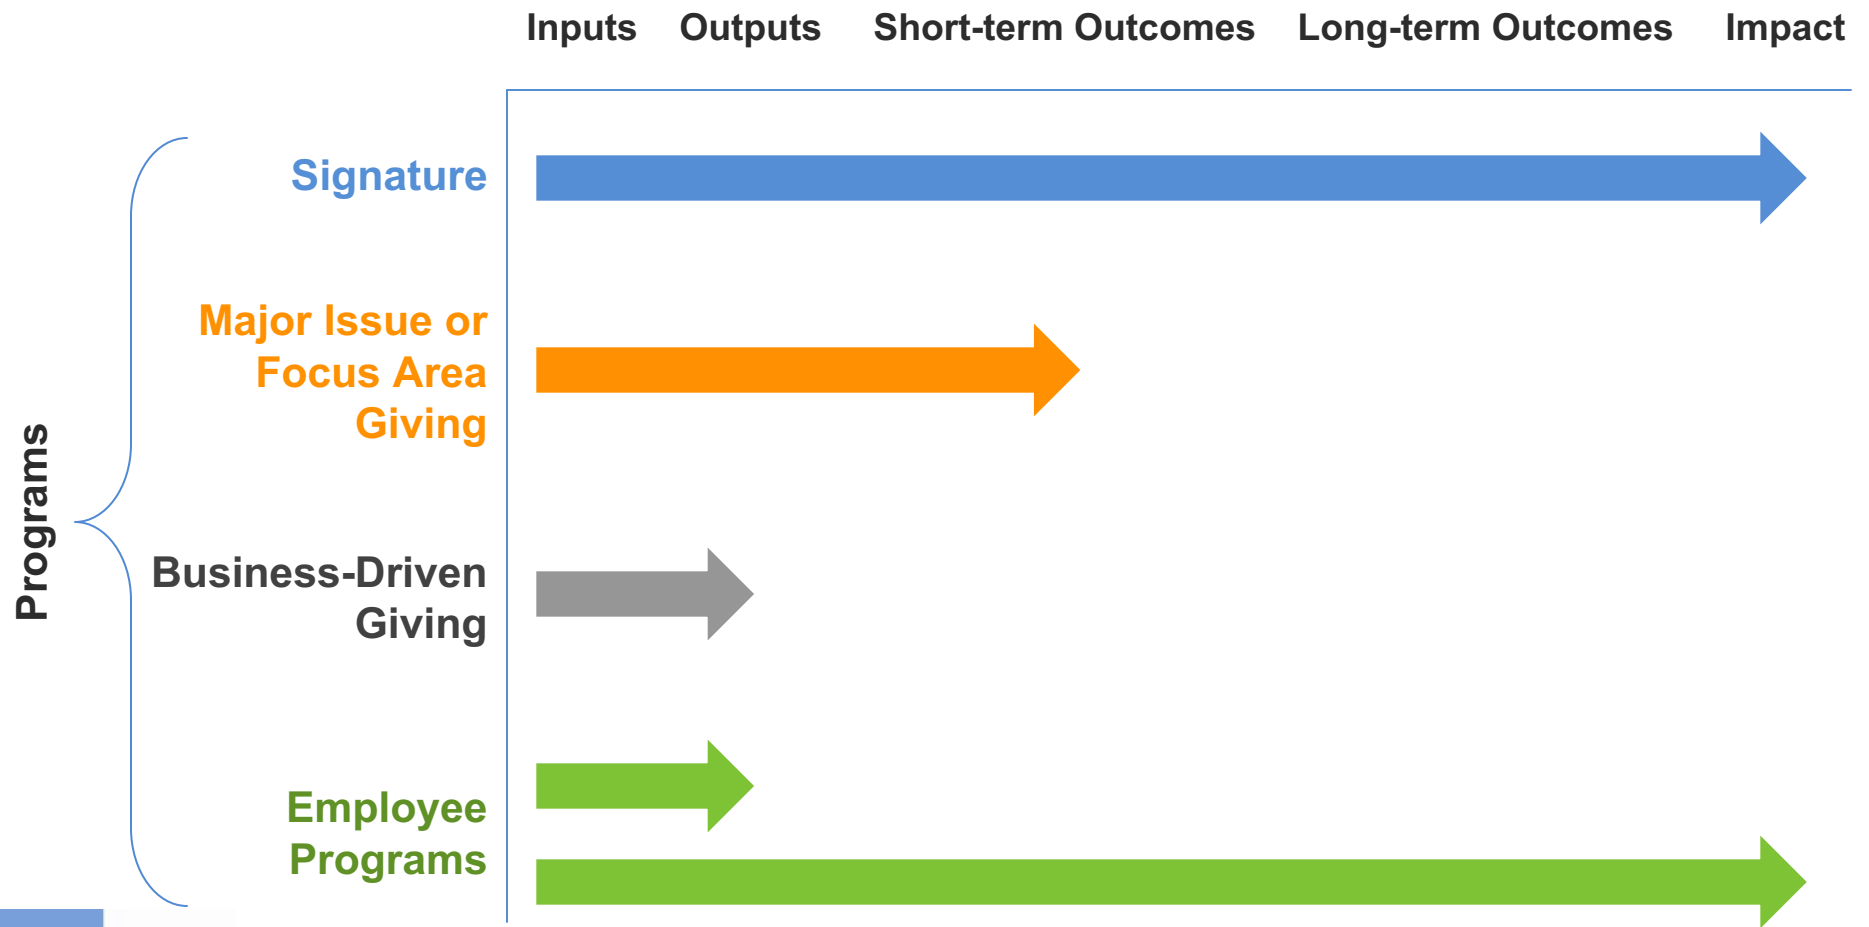 Inputs Outputs Short-term Outcomes Long-term Outcomes Impact
Programs
Signature
Major Issue or
Focus Area
Giving
Business-Driven
Giving
Employee
Programs